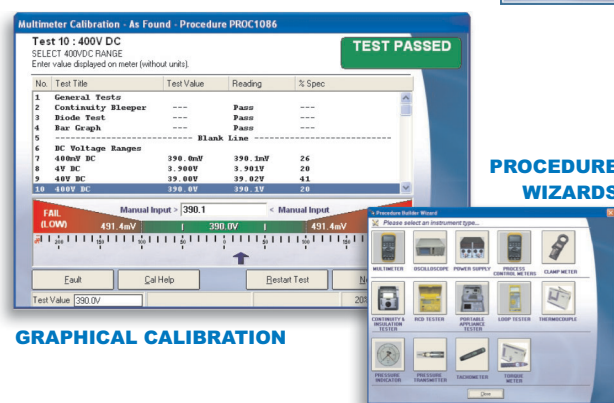 Multimeter Calibration - As Found - Procedure PROC1086
Test 10 : 400V DC
SELECT 400VDC RANGE
Enter value displayed on meter (without units).
TEST PASSED
No. Test Title Test Value Reading % Spec
1 General Tests
2 Continuity Bleeper --- Pass ---
3 Diode Test --- Pass ---
4 Bar Graph --- Pass ---
5 ---------------------------- Blank Line ----------------------------
6 DC Voltage Ranges
7 400mV DC 390.0mV 390.1mV 26
8 4V DC 3.900V 3.901V 20
9 40V DC 39.00V 39.02V 41
10 400V DC 390.0V 390.1V 20
FAIL (LOW)
Manual Input > 390.1 < Manual Input
491.4mV 390.0V 491.4mV
Fault Cal Help Restart Test
Test Value 390.0V
GRAPHICAL CALIBRATION
PROCEDURE
WIZARDS
Procedure Builder Wizard
Please select an instrument type...
MULTIMETER OSCILLOSCOPE POWER SUPPLY PROCESS CONTROL METERS CLAMP METER
CONTINUITY & INSULATION TESTER RCD TESTER PORTABLE APPLIANCE TESTER LOOP TESTER THERMOCOUPLE
PRESSURE INDICATOR PRESSURE TRANSMITTER TACHOMETER TORQUE METER
Close